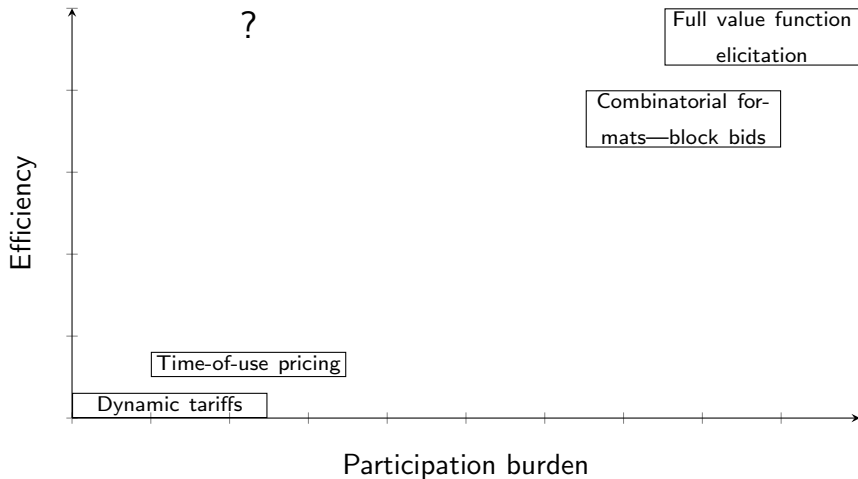 ?
Full value function
elicitation
Combinatorial for-
mats—block bids
Efficiency
Time-of-use pricing
Dynamic tariffs
Participation burden